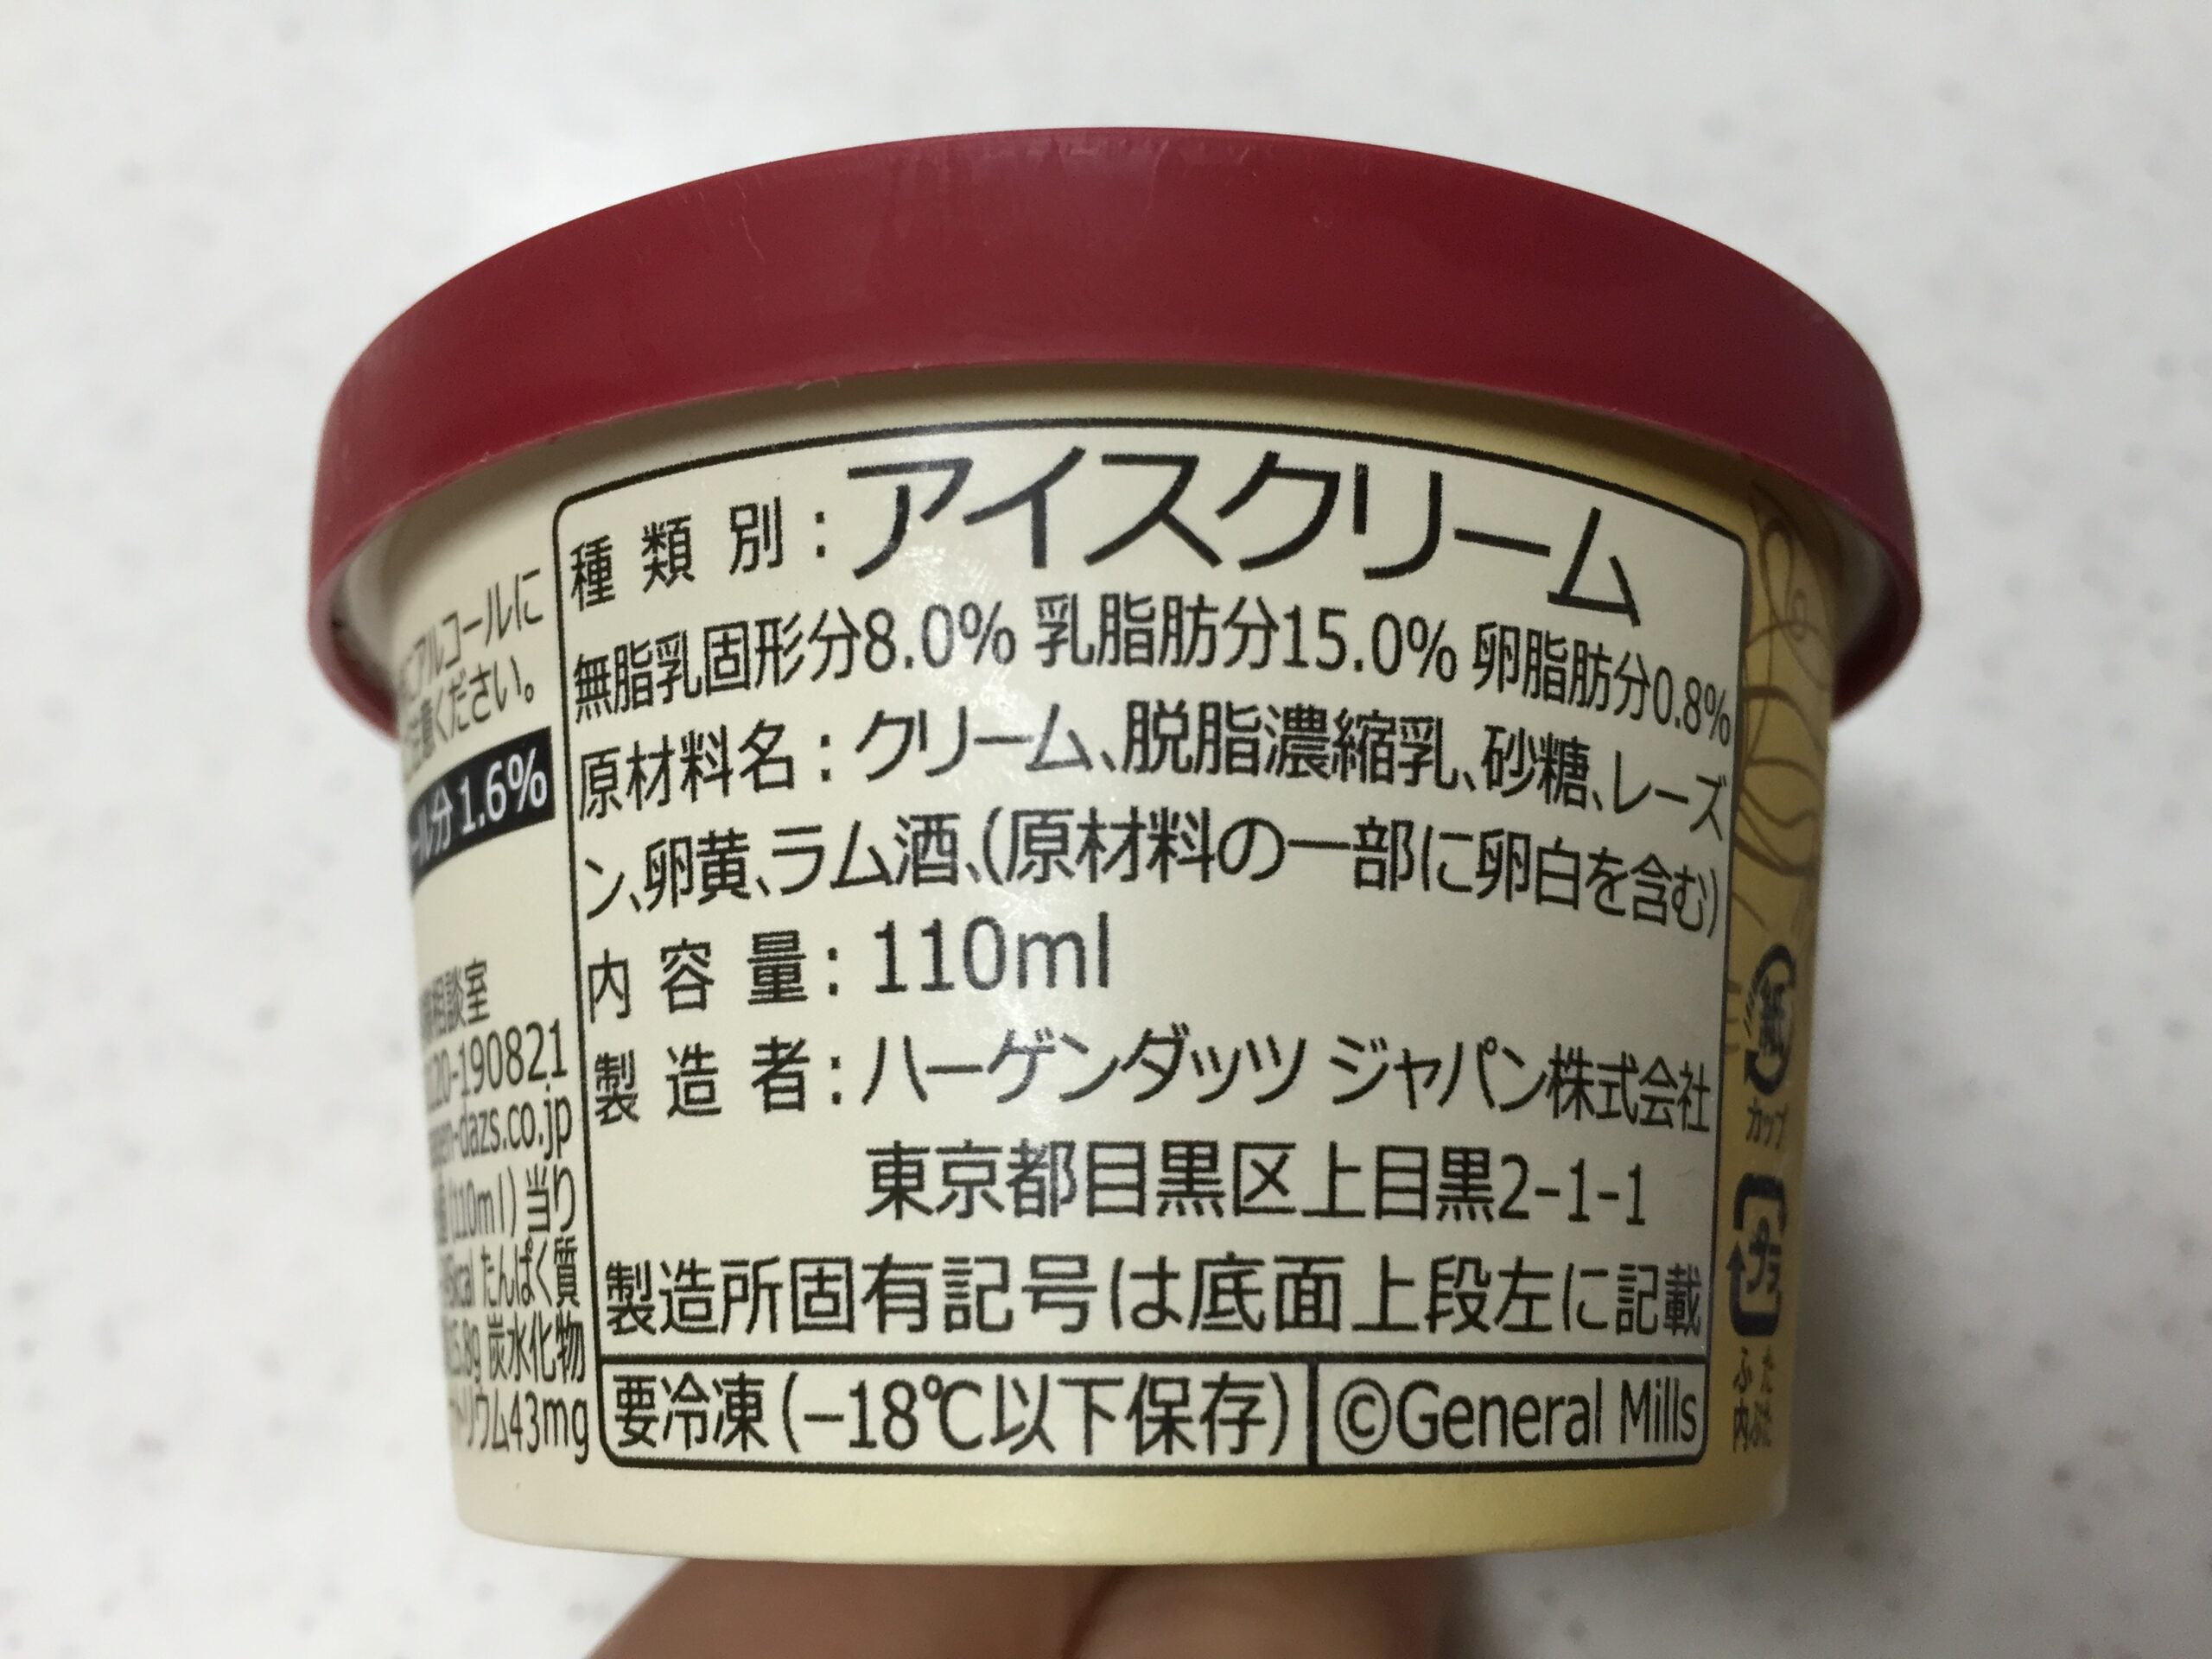 種類別：アイスクリーム
無脂乳固形分8.0% 乳脂肪分15.0% 卵脂肪分0.8%
原材料名：クリーム、脱脂濃縮乳、砂糖、レーズ
ン、卵黄、ラム酒、（原材料の一部に卵白を含む）
内容量：110ml
製造者：ハーゲンダッツ ジャパン株式会社
東京都目黒区上目黒2-1-1
製造所固有記号は底面上段左に記載
要冷凍（−18℃以下保存）
©General Mills
アルコールに
注意ください。
ール分1.6%
相談室
20-190821
en-dazs.co.jp
(110ml)当り
kcal たんぱく質
5.8g 炭水化物
トリウム43mg
紙
カップ
プラ
ふた
内ぶた